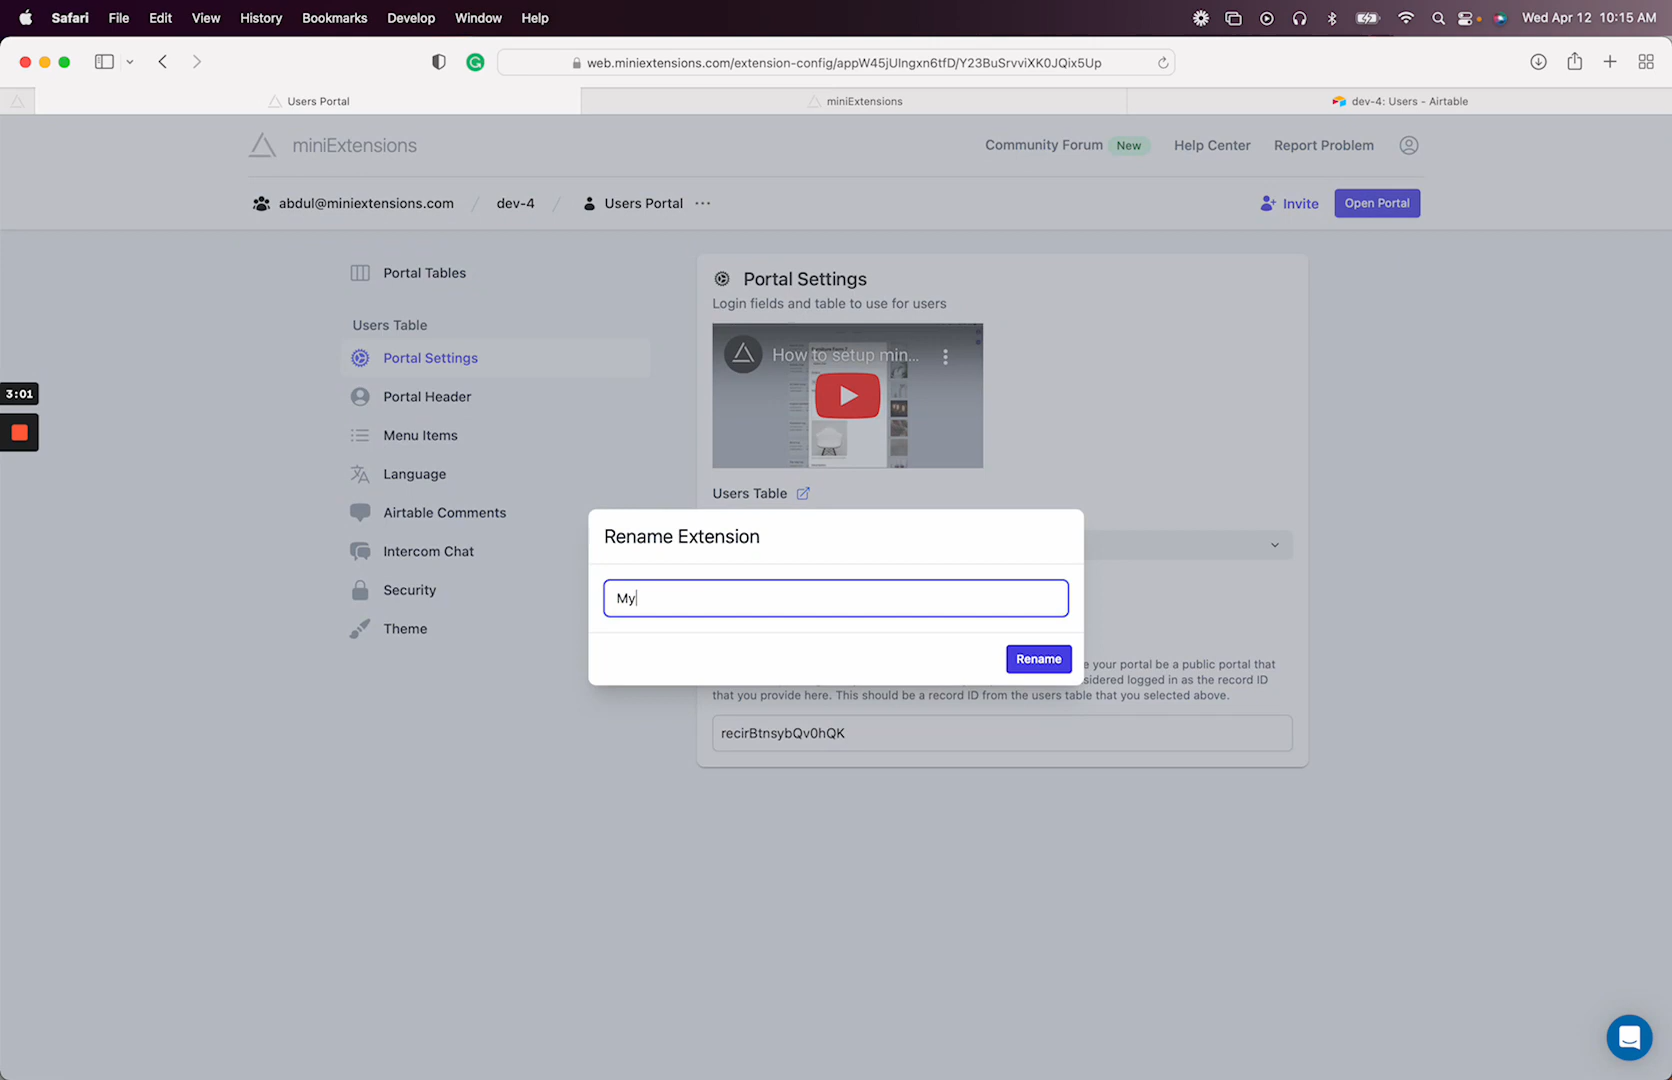 Safari File Edit View History Bookmarks Develop Window Help Wed Apr 12 10:15 AM
web.miniextensions.com/extension-config/appW45jUIngxn6tfD/Y23BuSrvviXK0JQix5Up
Users Portal miniExtensions dev-4: Users - Airtable
miniExtensions Community Forum New Help Center Report Problem
abdul@miniextensions.com / dev-4 / Users Portal ··· Invite Open Portal
Portal Tables
Users Table
Portal Settings
Portal Header
Menu Items
Language
Airtable Comments
Intercom Chat
Security
Theme
3:01
Portal Settings
Login fields and table to use for users
How to setup min...
Users Table
Rename Extension
My
Rename
e your portal be a public portal that
sidered logged in as the record ID
that you provide here. This should be a record ID from the users table that you selected above.
recirBtnsybQv0hQK